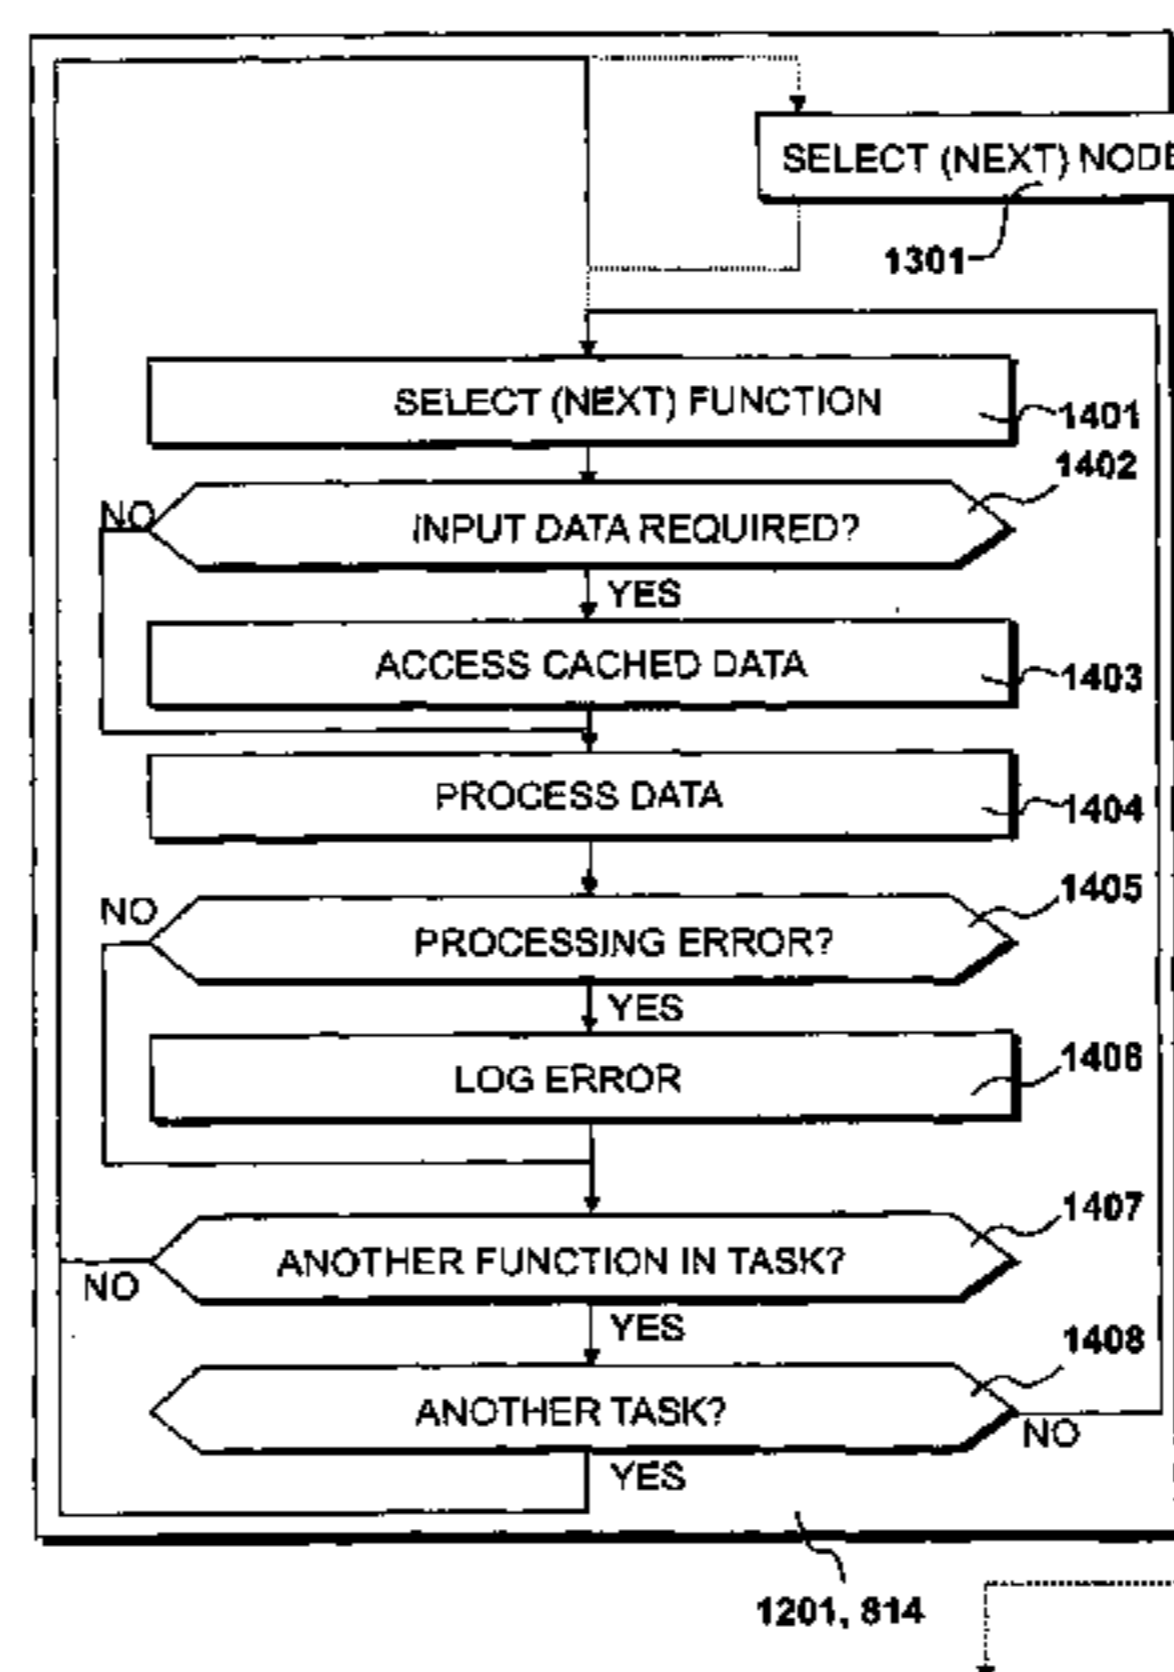 SELECT (NEXT) NODE
1301
SELECT (NEXT) FUNCTION
1401
1402
NO
INPUT DATA REQUIRED?
YES
ACCESS CACHED DATA
1403
PROCESS DATA
1404
1405
NO
PROCESSING ERROR?
YES
LOG ERROR
1406
1407
ANOTHER FUNCTION IN TASK?
NO
YES
1408
ANOTHER TASK?
NO
YES
1201, 814